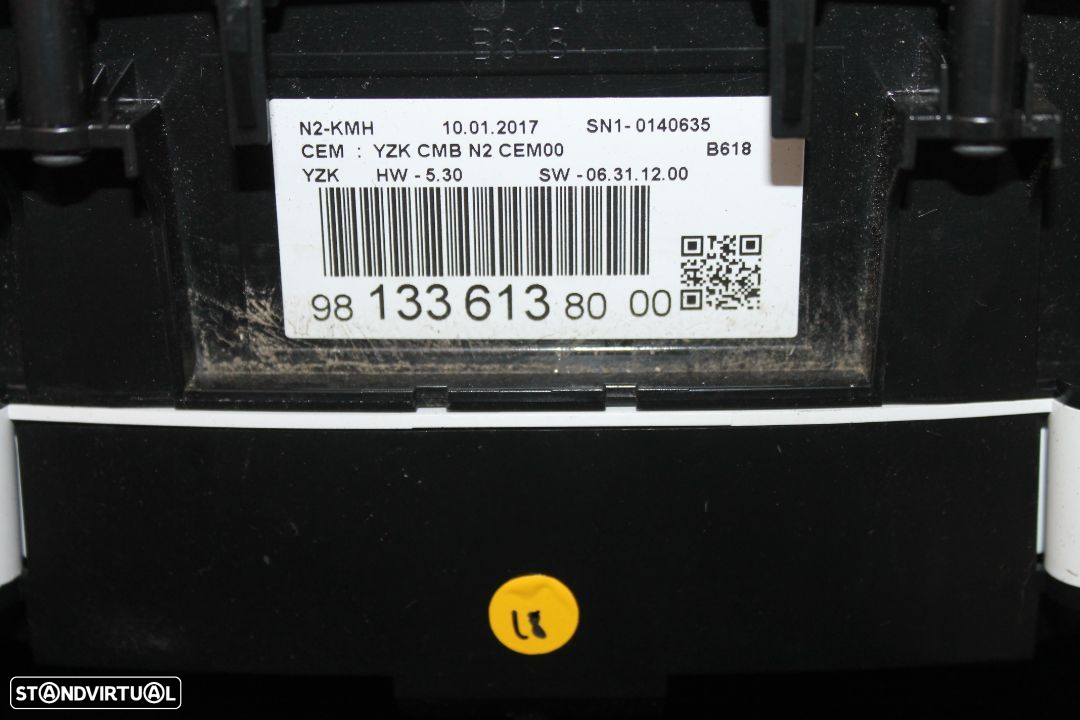 B618
N2-KMH 10.01.2017 SN1-0140635
CEM : YZK CMB N2 CEM00 B618
YZK HW - 5.30 SW - 06.31.12.00
98 133 613 80 00
STANDVIRTUAL